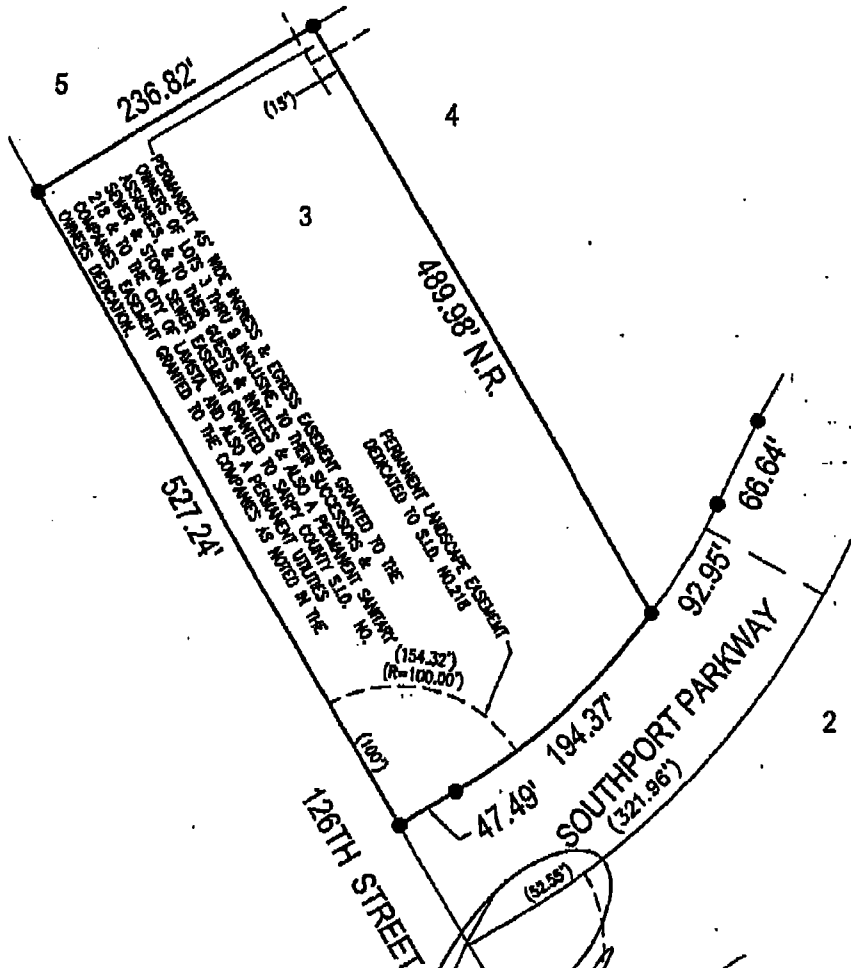 5
236.82'
(15')
4
3
PERMANENT 45' WIDE INGRESS & EGRESS EASEMENT GRANTED TO THE
OWNERS OF LOTS 3 THRU 9 INCLUSIVE, TO THEIR SUCCESSORS &
ASSIGNEES & TO THEIR GUESTS & INVITEES & ALSO A PERMANENT SANITARY
SEWER & STORM SEWER EASEMENT GRANTED TO SARPY COUNTY S.I.D. NO.
218 & TO THE CITY OF LAVISTA, AND ALSO A PERMANENT UTILITIES
COMPANIES EASEMENT GRANTED TO THE COMPANIES AS NOTED IN THE
OWNERS DEDICATION.
489.98' N.R.
PERMANENT LANDSCAPE EASEMENT
DEDICATED TO S.I.D. NO.218
527.24'
66.64'
92.95'
(154.32')
(R=100.00')
(100')
194.37'
47.49'
SOUTHPORT PARKWAY
(321.96')
2
126TH STREET